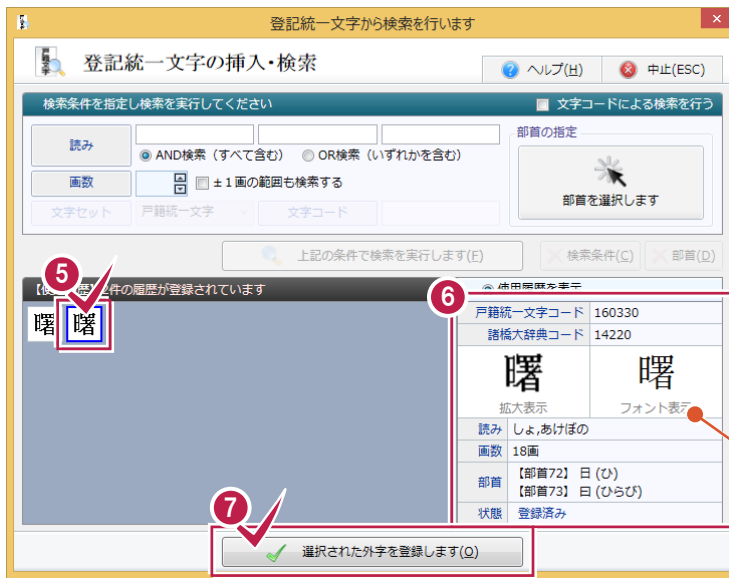 登記統一文字から検索を行います
登記統一文字の挿入・検索
ヘルプ(H)
中止(ESC)
検索条件を指定し検索を実行してください
文字コードによる検索を行う
読み
AND検索（すべて含む）
OR検索（いずれかを含む）
画数
±1画の範囲も検索する
文字セット
戸籍統一文字
文字コード
部首の指定
部首を選択します
上記の条件で検索を実行します(F)
検索条件(C)
部首(D)
5
件の履歴が登録されています
曙 曙
6
使用履歴を表示
戸籍統一文字コード 160330
諸橋大辞典コード 14220
曙 曙
拡大表示 フォント表示
読み しょ,あけぼの
画数 18画
部首 【部首72】 日 (ひ)
【部首73】 曰 (ひらび)
状態 登録済み
7
選択された外字を登録します(O)